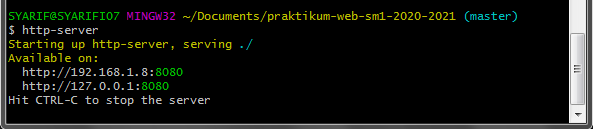 SYARIF@SYARIFI07 MINGW32 ~/Documents/praktikum-web-sm1-2020-2021 (master)
$ http-server
Starting up http-server, serving ./
Available on:
  http://192.168.1.8:8080
  http://127.0.0.1:8080
Hit CTRL-C to stop the server